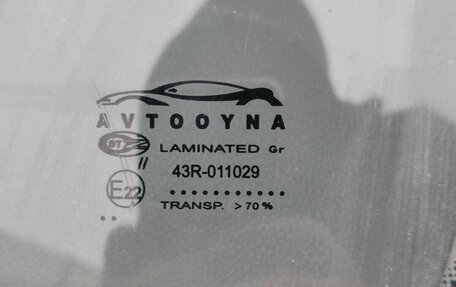 AVTOOYNA
LAMINATED Gr
//
43R-011029
E22
TRANSP. >70%